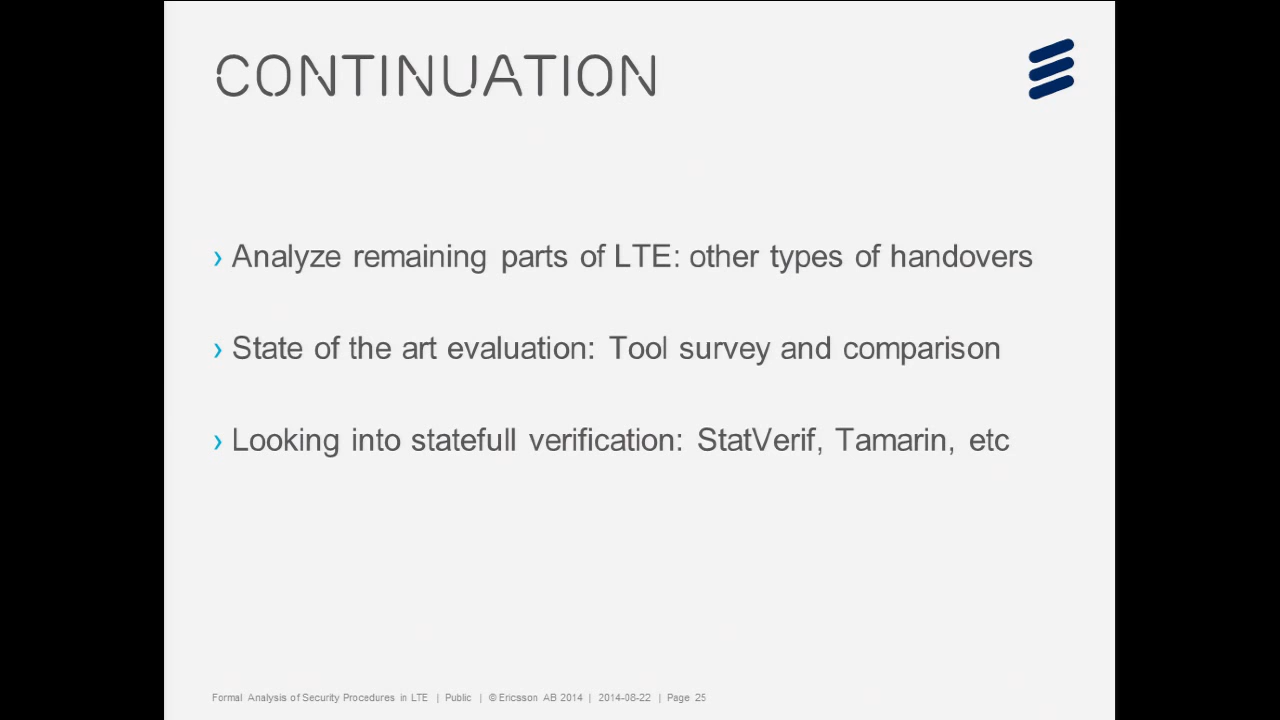 CONTINUATION
› Analyze remaining parts of LTE: other types of handovers
› State of the art evaluation: Tool survey and comparison
› Looking into statefull verification: StatVerif, Tamarin, etc
Formal Analysis of Security Procedures in LTE | Public | © Ericsson AB 2014 | 2014-08-22 | Page 25